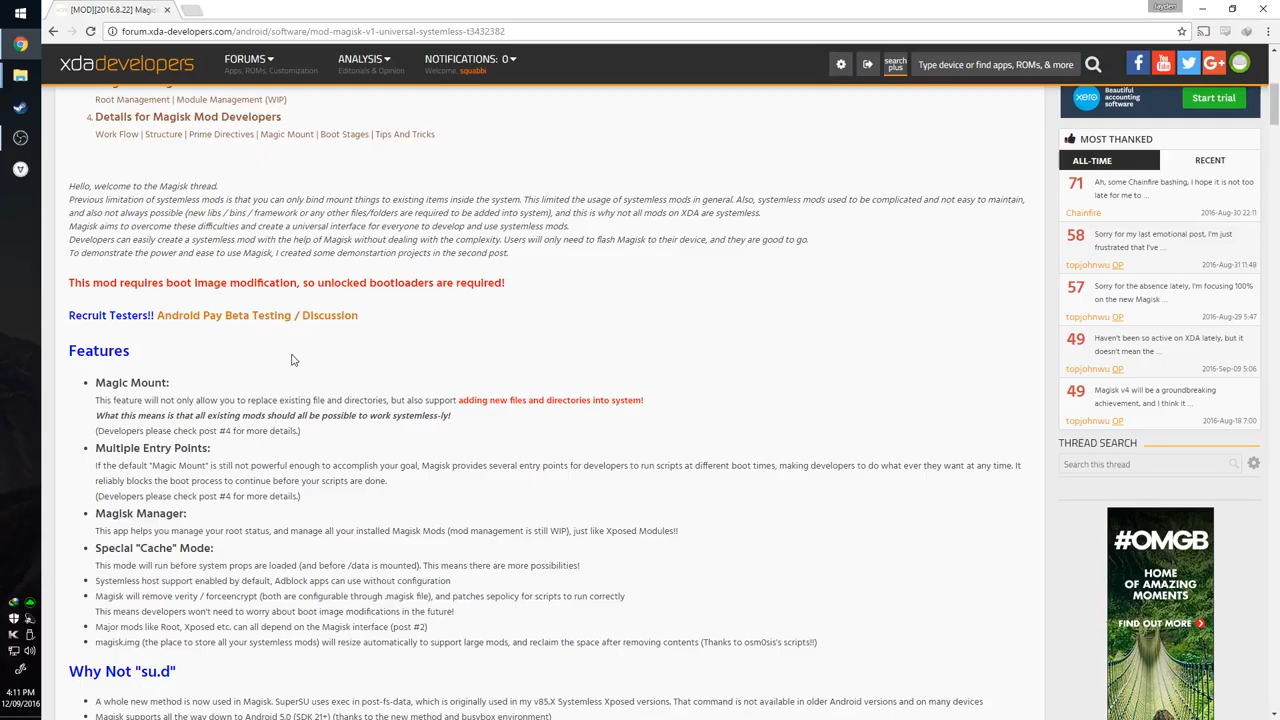 [MOD][2016.8.22] Magis
jayden
forum.xda-developers.com/android/software/mod-magisk-v1-universal-systemless-t3432382
xdadevelopers
FORUMS
Apps, ROMs, Customization
ANALYSIS
Editorials & Opinion
NOTIFICATIONS: 0
Welcome, squabbi
search plus
Type device or find apps, ROMs, & more
Root Management | Module Management (WIP)
4. Details for Magisk Mod Developers
Work Flow | Structure | Prime Directives | Magic Mount | Boot Stages | Tips And Tricks
Hello, welcome to the Magisk thread.
Previous limitation of systemless mods is that you can only bind mount things to existing items inside the system. This limited the usage of systemless mods in general. Also, systemless mods used to be complicated and not easy to maintain,
and also not always possible (new libs / bins / framework or any other files/folders are required to be added into system), and this is why not all mods on XDA are systemless.
Magisk aims to overcome these difficulties and create a universal interface for everyone to develop and use systemless mods.
Developers can easily create a systemless mod with the help of Magisk without dealing with the complexity. Users will only need to flash Magisk to their device, and they are good to go.
To demonstrate the power and ease to use Magisk, I created some demonstartion projects in the second post.
This mod requires boot image modification, so unlocked bootloaders are required!
Recruit Testers!! Android Pay Beta Testing / Discussion
Features
• Magic Mount:
This feature will not only allow you to replace existing file and directories, but also support adding new files and directories into system!
What this means is that all existing mods should all be possible to work systemless-ly!
(Developers please check post #4 for more details.)
• Multiple Entry Points:
If the default "Magic Mount" is still not powerful enough to accomplish your goal, Magisk provides several entry points for developers to run scripts at different boot times, making developers to do what ever they want at any time. It
reliably blocks the boot process to continue before your scripts are done.
(Developers please check post #4 for more details.)
• Magisk Manager:
This app helps you manage your root status, and manage all your installed Magisk Mods (mod management is still WIP), just like Xposed Modules!!
• Special "Cache" Mode:
This mode will run before system props are loaded (and before /data is mounted). This means there are more possibilities!
• Systemless host support enabled by default, Adblock apps can use without configuration
• Magisk will remove verity / forceencrypt (both are configurable through .magisk file), and patches sepolicy for scripts to run correctly
This means developers won't need to worry about boot image modifications in the future!
• Major mods like Root, Xposed etc. can all depend on the Magisk interface (post #2)
• magisk.img (the place to store all your systemless mods) will resize automatically to support large mods, and reclaim the space after removing contents (Thanks to osm0sis's scripts!!)
Why Not "su.d"
• A whole new method is now used in Magisk. SuperSU uses exec in post-fs-data, which is originally used in my v85.X Systemless Xposed versions. That command is not available in older Android versions and on many devices
• Magisk supports all the way down to Android 5.0 (SDK 21+) (thanks to the new method and busybox environment)
xero
Beautiful
accounting
software
Start trial
MOST THANKED
ALL-TIME
RECENT
71
Ah, some Chainfire bashing, I hope it is not too
late for me to ...
Chainfire
2016-Aug-30 22:11
58
Sorry for my last emotional post, I'm just
frustrated that I've ...
topjohnwu OP
2016-Aug-31 11:48
57
Sorry for the absence lately, I'm focusing 100%
on the new Magisk ...
topjohnwu OP
2016-Aug-29 5:47
49
Haven't been so active on XDA lately, but it
doesn't mean the ...
topjohnwu OP
2016-Sep-09 5:06
49
Magisk v4 will be a groundbreaking
achievement, and I think it ...
topjohnwu OP
2016-Aug-18 7:00
THREAD SEARCH
Search this thread
#OMGB
HOME
OF AMAZING
MOMENTS
FIND OUT MORE
4:11 PM
12/09/2016